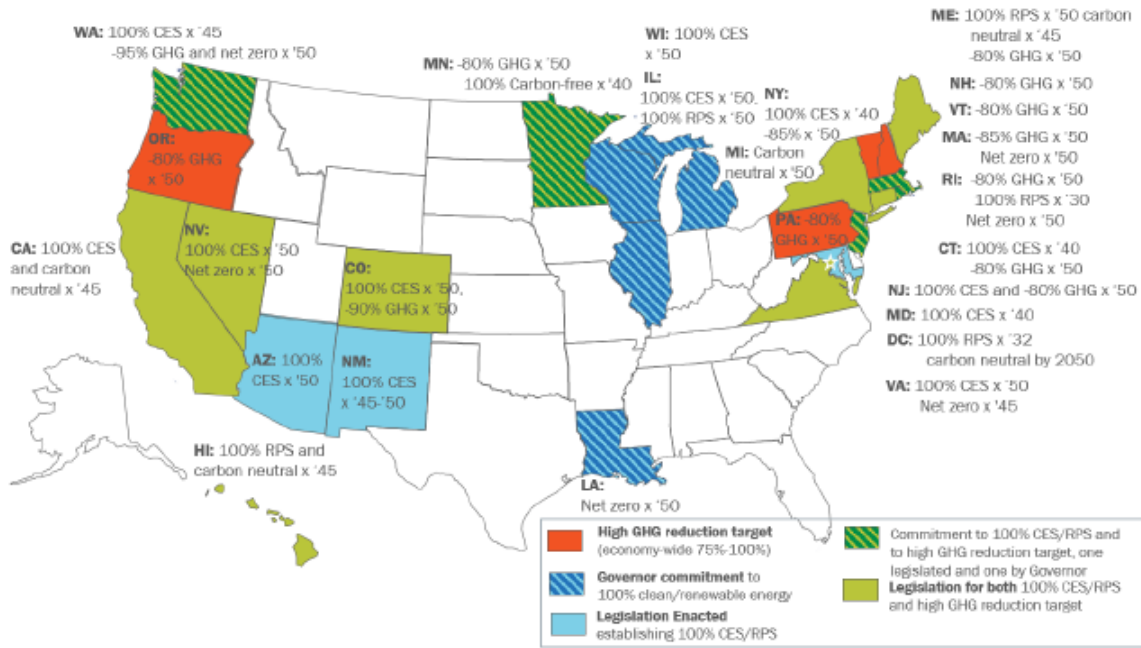 WA: 100% CES x '45
-95% GHG and net zero x '50
MN: -80% GHG x '50
100% Carbon-free x '40
WI: 100% CES
x '50
IL:
100% CES x '50,
100% RPS x '50
NY:
100% CES x '40
-85% x '50
MI: Carbon
neutral x '50
ME: 100% RPS x '50 carbon
neutral x '45
-80% GHG x '50
NH: -80% GHG x '50
VT: -80% GHG x '50
MA: -85% GHG x '50
Net zero x '50
RI: -80% GHG x '50
100% RPS x '30
Net zero x '50
CT: 100% CES x '40
-80% GHG x '50
NJ: 100% CES and -80% GHG x '50
MD: 100% CES x '40
DC: 100% RPS x '32
carbon neutral by 2050
VA: 100% CES x '50
Net zero x '45
OR:
-80% GHG
x '50
PA: -80%
GHG x '50
CA: 100% CES
and carbon
neutral x '45
NV:
100% CES x '50
Net zero x '50
CO:
100% CES x '50,
-90% GHG x '50
AZ: 100%
CES x '50
NM:
100% CES
x '45-'50
HI: 100% RPS and
carbon neutral x '45
LA:
Net zero x '50
High GHG reduction target
(economy-wide 75%-100%)
Governor commitment to
100% clean/renewable energy
Legislation Enacted
establishing 100% CES/RPS
Commitment to 100% CES/RPS and
to high GHG reduction target, one
legislated and one by Governor
Legislation for both 100% CES/RPS
and high GHG reduction target